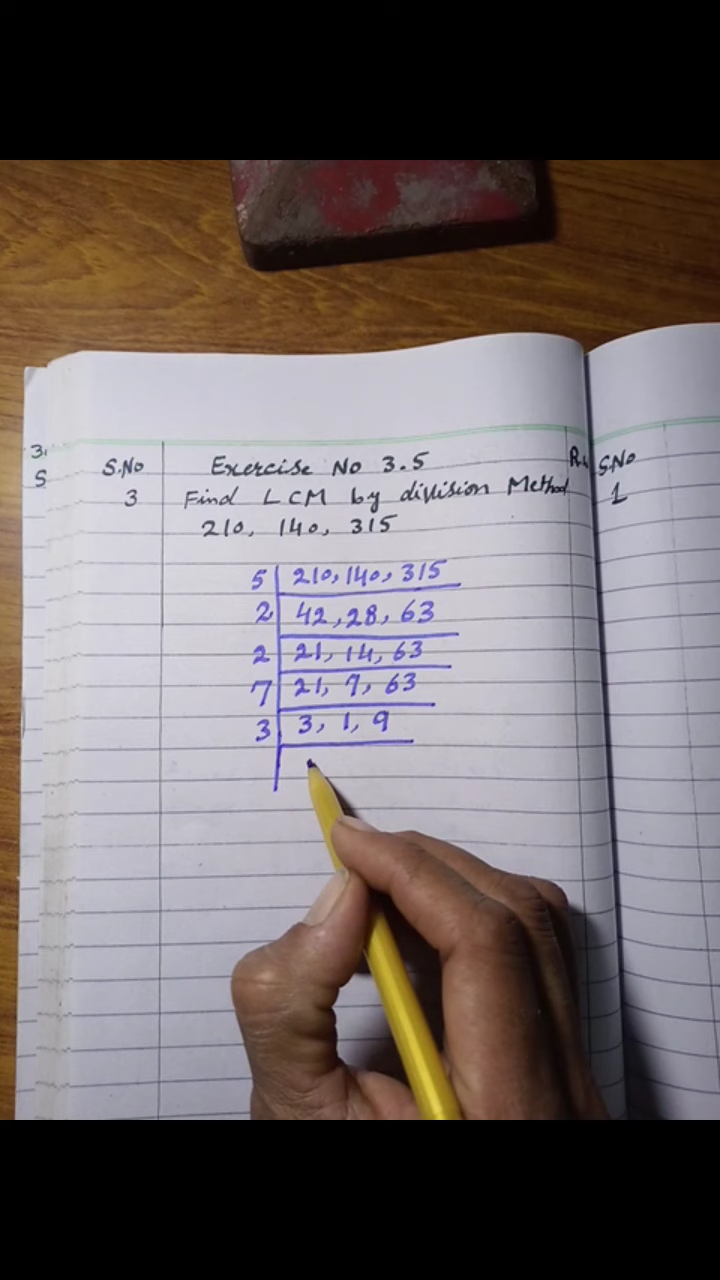 3.
S
S.No Exercise No 3.5
3 Find LCM by division Method
210, 140, 315
5 210, 140, 315
2 42, 28, 63
2 21, 14, 63
7 21, 7, 63
3 3, 1, 9
S.No
1